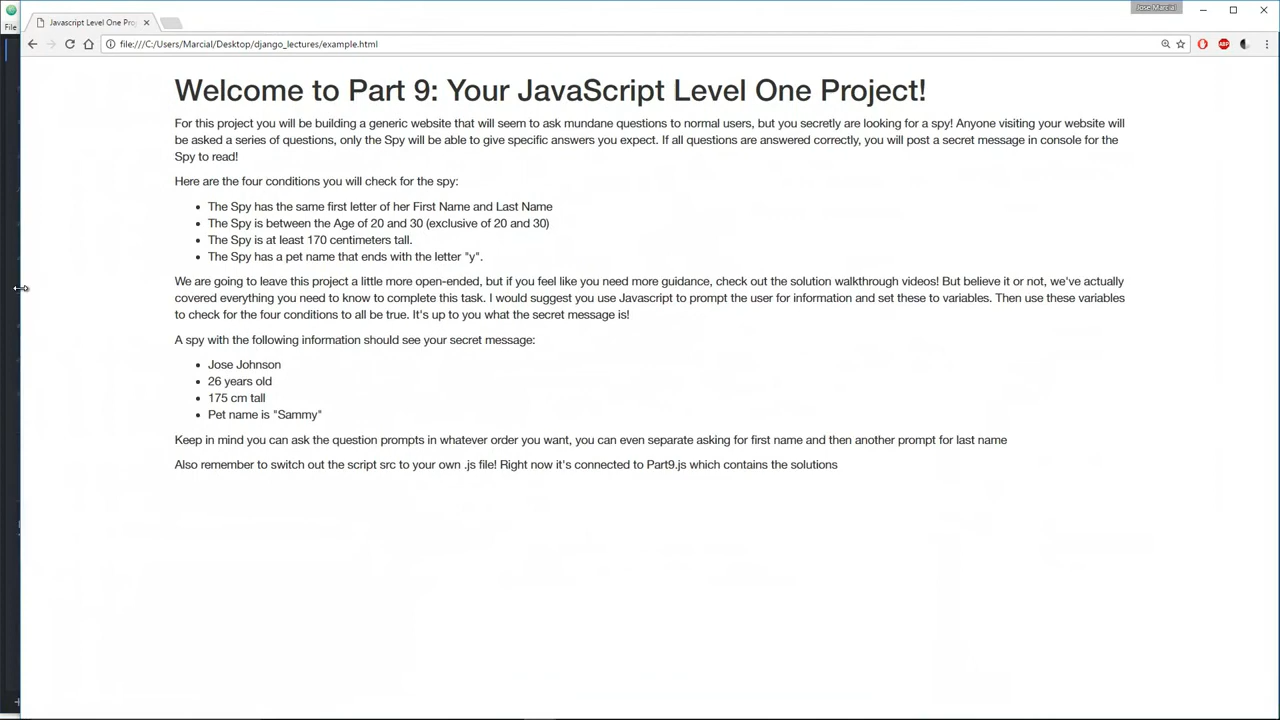 Jose Marcial
Javascript Level One Pro
File
file:///C:/Users/Marcial/Desktop/django_lectures/example.html
ABP
Welcome to Part 9: Your JavaScript Level One Project!
For this project you will be building a generic website that will seem to ask mundane questions to normal users, but you secretly are looking for a spy! Anyone visiting your website will
be asked a series of questions, only the Spy will be able to give specific answers you expect. If all questions are answered correctly, you will post a secret message in console for the
Spy to read!
Here are the four conditions you will check for the spy:
• The Spy has the same first letter of her First Name and Last Name
• The Spy is between the Age of 20 and 30 (exclusive of 20 and 30)
• The Spy is at least 170 centimeters tall.
• The Spy has a pet name that ends with the letter "y".
We are going to leave this project a little more open-ended, but if you feel like you need more guidance, check out the solution walkthrough videos! But believe it or not, we've actually
covered everything you need to know to complete this task. I would suggest you use Javascript to prompt the user for information and set these to variables. Then use these variables
to check for the four conditions to all be true. It's up to you what the secret message is!
A spy with the following information should see your secret message:
• Jose Johnson
• 26 years old
• 175 cm tall
• Pet name is "Sammy"
Keep in mind you can ask the question prompts in whatever order you want, you can even separate asking for first name and then another prompt for last name
Also remember to switch out the script src to your own .js file! Right now it's connected to Part9.js which contains the solutions